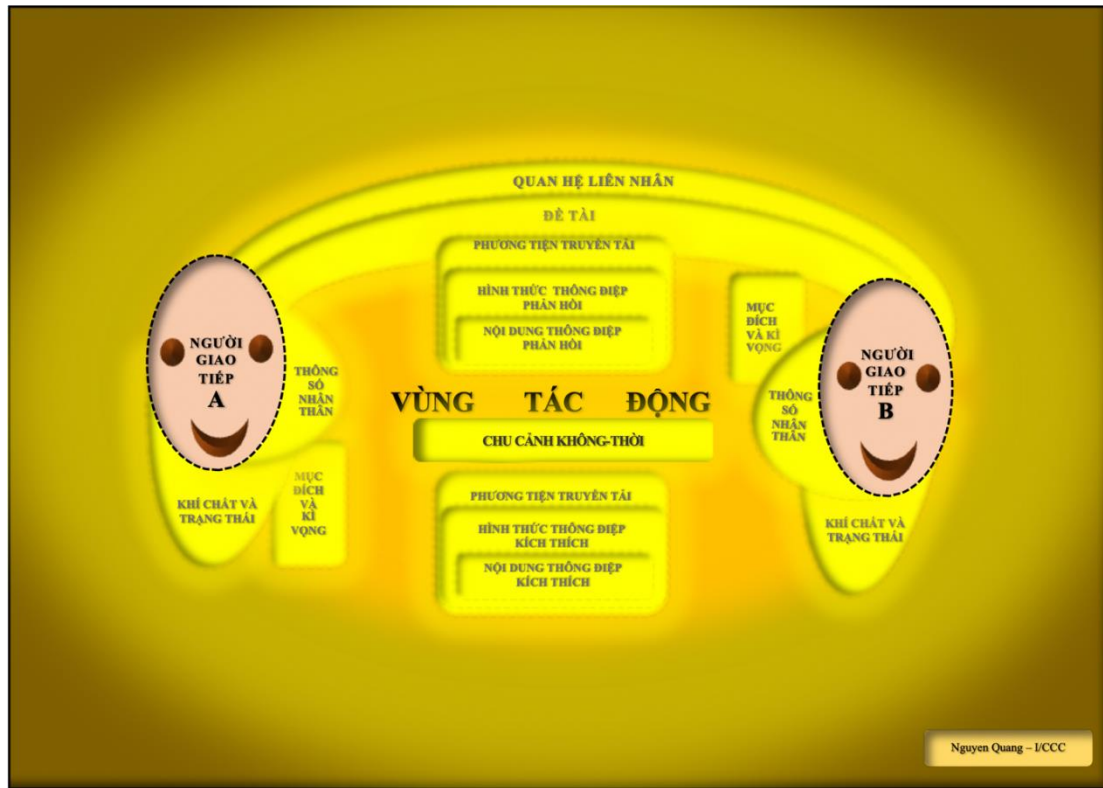 QUAN HỆ LIÊN NHÂN
ĐỀ TÀI
PHƯƠNG TIỆN TRUYỀN TẢI
HÌNH THỨC THÔNG ĐIỆP
PHẢN HỒI
NỘI DUNG THÔNG ĐIỆP
PHẢN HỒI
MỤC
ĐÍCH
VÀ KÌ
VỌNG
NGƯỜI
GIAO
TIẾP
A
THÔNG
SỐ
NHÂN
THÂN
NGƯỜI
GIAO
TIẾP
B
THÔNG
SỐ
NHÂN
THÂN
VÙNG TÁC ĐỘNG
CHU CẢNH KHÔNG-THỜI
MỤC
ĐÍCH
VÀ
KÌ
VỌNG
KHÍ CHẤT VÀ
TRẠNG THÁI
PHƯƠNG TIỆN TRUYỀN TẢI
HÌNH THỨC THÔNG ĐIỆP
KÍCH THÍCH
NỘI DUNG THÔNG ĐIỆP
KÍCH THÍCH
KHÍ CHẤT VÀ
TRẠNG THÁI
Nguyen Quang – I/CCC